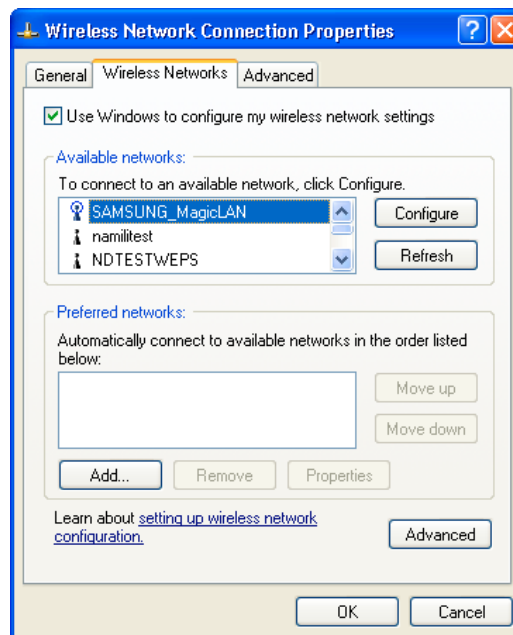 Wireless Network Connection Properties
General Wireless Networks Advanced
Use Windows to configure my wireless network settings
Available networks:
To connect to an available network, click Configure.
SAMSUNG_MagicLAN
namilitest
NDTESTWEPS
Configure
Refresh
Preferred networks:
Automatically connect to available networks in the order listed
below:
Move up
Move down
Add... Remove Properties
Learn about setting up wireless network
configuration.
Advanced
OK Cancel